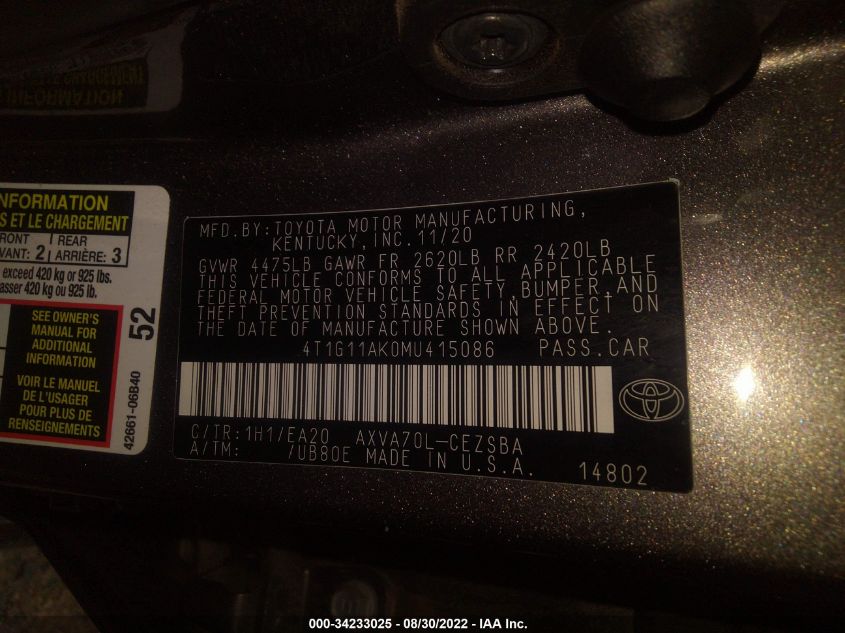 INFORMATION
INFORMATION
S ET LE CHARGEMENT
FRONT
VANT: 2
REAR
ARRIÈRE: 3
exceed 420 kg or 925 lbs.
asser 420 kg ou 925 lb.
SEE OWNER'S
MANUAL FOR
ADDITIONAL
INFORMATION
VOIR LE MANUEL
DE L'USAGER
POUR PLUS DE
RENSEIGNEMENTS
52
42661-06B40
MFD.BY:TOYOTA MOTOR MANUFACTURING,
KENTUCKY,INC.11/20
GVWR 4475LB GAWR FR 2620LB RR 2420LB
THIS VEHICLE CONFORMS TO ALL APPLICABLE
FEDERAL MOTOR VEHICLE SAFETY,BUMPER,AND
THEFT PREVENTION STANDARDS IN EFFECT ON
THE DATE OF MANUFACTURE SHOWN ABOVE.
4T1G11AK0MU415086 PASS.CAR
C/TR:1H1/EA20 AXVA70L-CEZSBA
A/TM: /UB80E MADE IN U.S.A.
14802
000-34233025 - 08/30/2022 - IAA Inc.